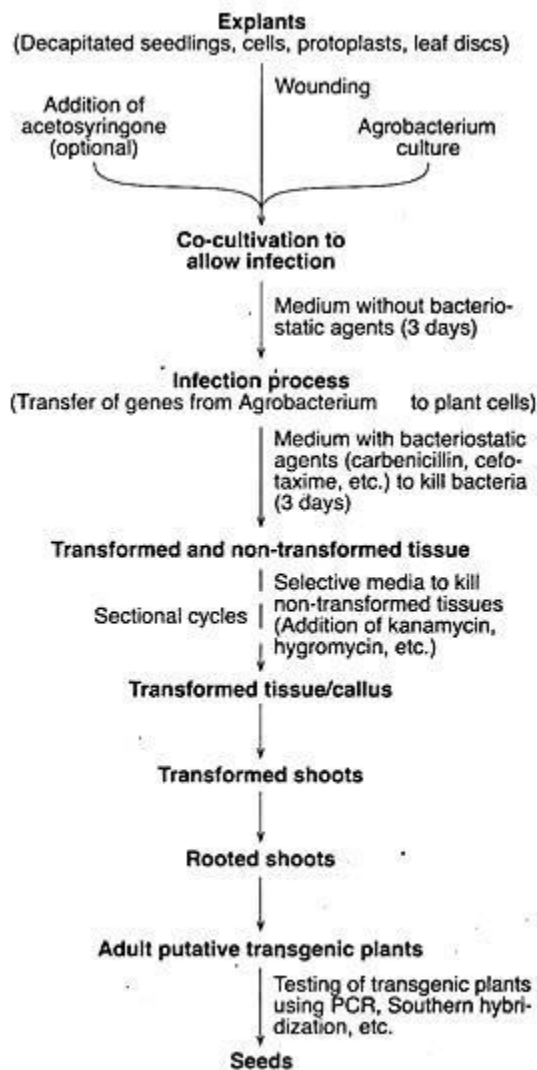 Explants
(Decapitated seedlings, cells, protoplasts, leaf discs)
Wounding
Addition of
acetosyringone
(optional)
Agrobacterium
culture
Co-cultivation to
allow infection
Medium without bacterio-
static agents (3 days)
Infection process
(Transfer of genes from Agrobacterium to plant cells)
Medium with bacteriostatic
agents (carbenicillin, cefo-
taxime, etc.) to kill bacteria
(3 days)
Transformed and non-transformed tissue
Sectional cycles
Selective media to kill
non-transformed tissues
(Addition of kanamycin,
hygromycin, etc.)
Transformed tissue/callus
Transformed shoots
Rooted shoots
Adult putative transgenic plants
Testing of transgenic plants
using PCR, Southern hybri-
dization, etc.
Seeds